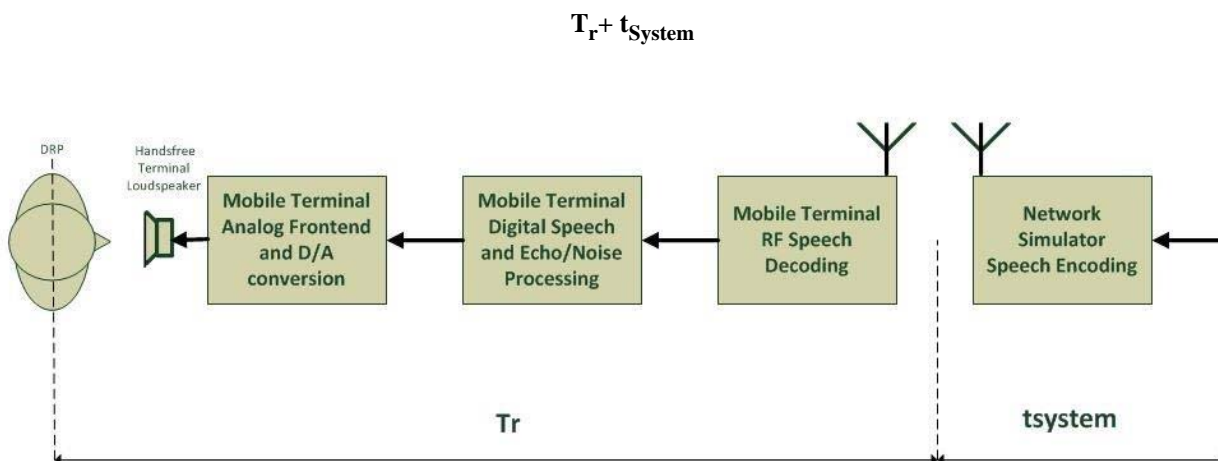 Tr+ tSystem
DRP
Handsfree
Terminal
Loudspeaker
Mobile Terminal
Analog Frontend
and D/A
conversion
Mobile Terminal
Digital Speech
and Echo/Noise
Processing
Mobile Terminal
RF Speech
Decoding
Network
Simulator
Speech Encoding
Tr
tsystem